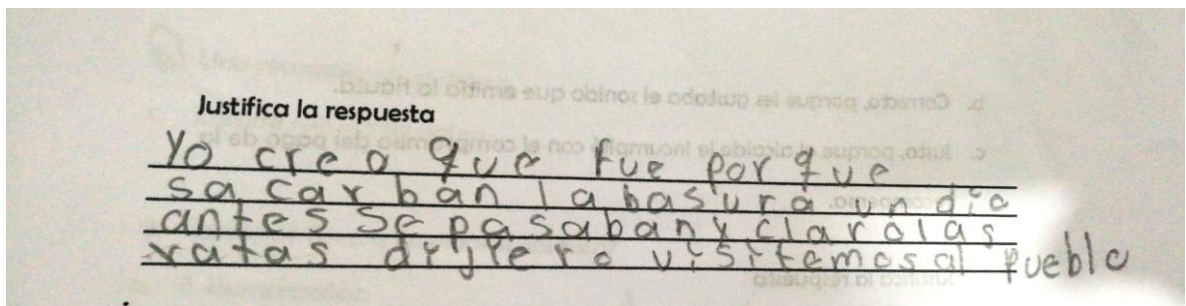 Justifica la respuesta
Yo creo que fue porque
sacarban la basura un dia
antes se pasaban y claro las
ratas dijiero visitemos al pueblo